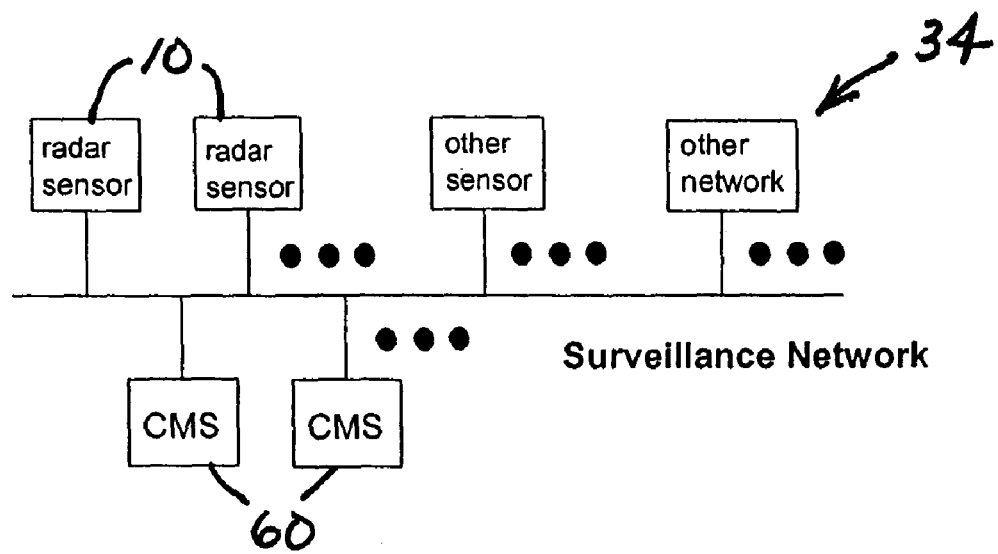 10
34
radar
sensor
radar
sensor
other
sensor
other
network
Surveillance Network
CMS
CMS
60